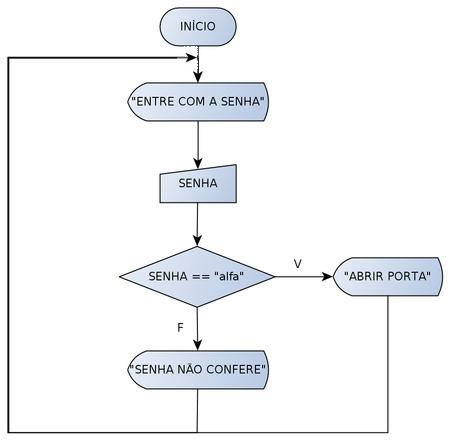 INÍCIO
"ENTRE COM A SENHA"
SENHA
SENHA == "alfa"
V
"ABRIR PORTA"
F
"SENHA NÃO CONFERE"